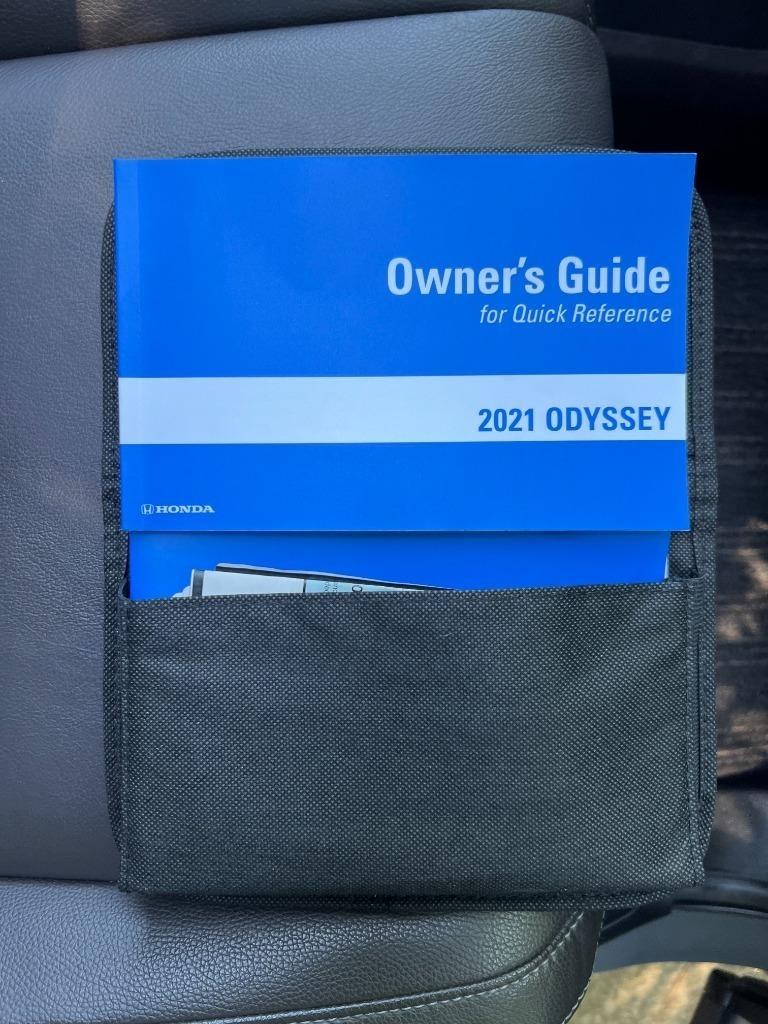 Owner's Guide
for Quick Reference
2021 ODYSSEY
HONDA